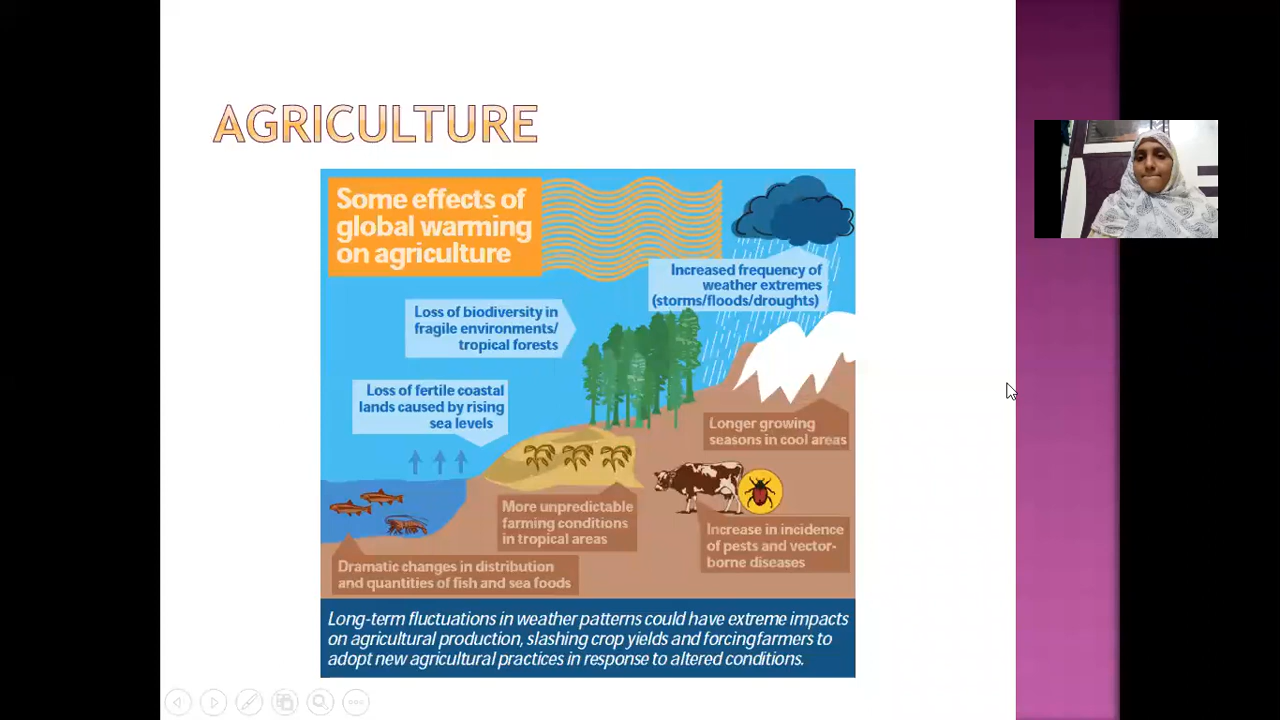 AGRICULTURE
Some effects of
global warming
on agriculture
Increased frequency of
weather extremes
(storms/floods/droughts)
Loss of biodiversity in
fragile environments/
tropical forests
Loss of fertile coastal
lands caused by rising
sea levels
Longer growing
seasons in cool areas
More unpredictable
farming conditions
in tropical areas
Increase in incidence
of pests and vector-
borne diseases
Dramatic changes in distribution
and quantities of fish and sea foods
Long-term fluctuations in weather patterns could have extreme impacts
on agricultural production, slashing crop yields and forcing farmers to
adopt new agricultural practices in response to altered conditions.